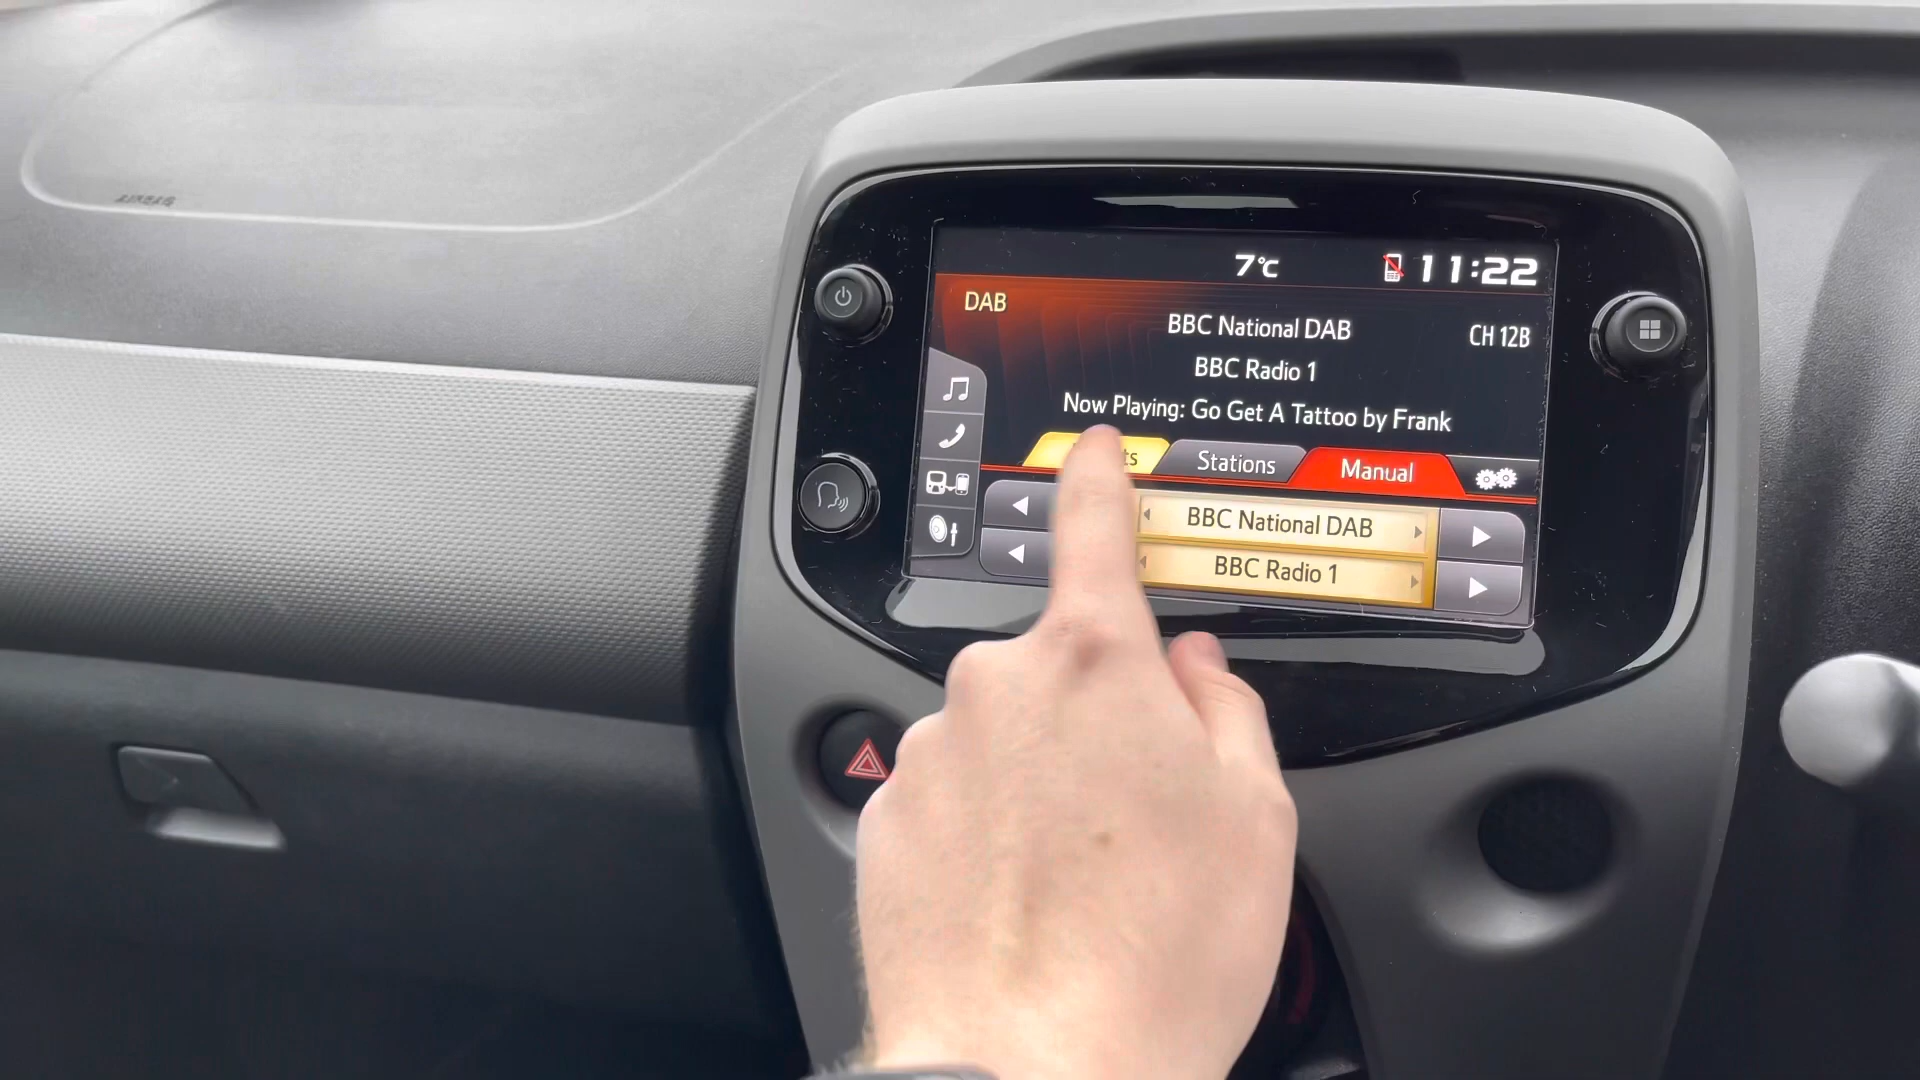 AIRBAG
7°C 11:22
DAB
BBC National DAB CH 12B
BBC Radio 1
Now Playing: Go Get A Tattoo by Frank
Stations Manual
BBC National DAB
BBC Radio 1